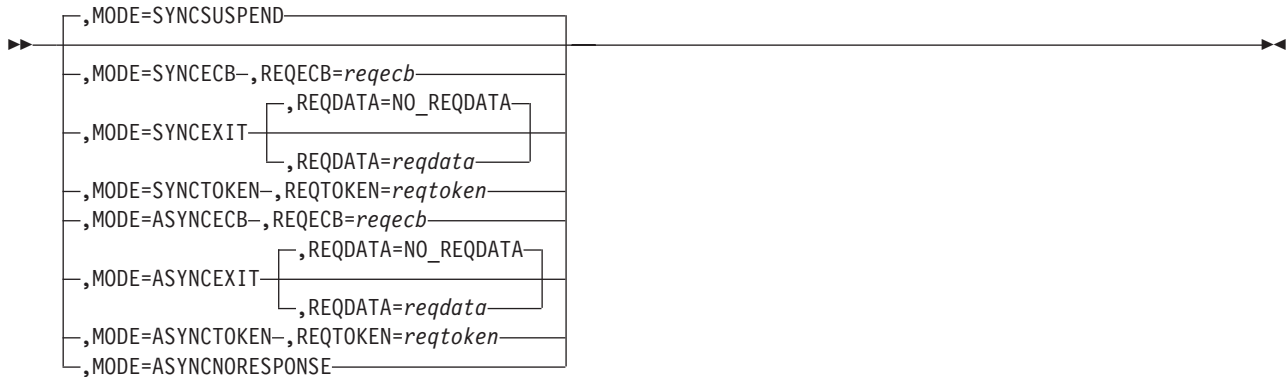 ,MODE=SYNCSUSPEND
,MODE=SYNCECB ,REQECB=reqecb
,REQDATA=NO_REQDATA
,MODE=SYNCEXIT
,REQDATA=reqdata
,MODE=SYNCTOKEN ,REQTOKEN=reqtoken
,MODE=ASYNCECB ,REQECB=reqecb
,REQDATA=NO_REQDATA
,MODE=ASYNCEXIT
,REQDATA=reqdata
,MODE=ASYNCTOKEN ,REQTOKEN=reqtoken
,MODE=ASYNCNORESPONSE